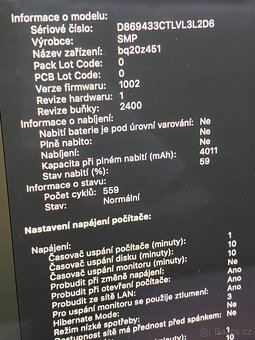 Informace o modelu:
Sériové číslo: D869433CTLVL3L2D6
Výrobce: SMP
Název zařízení: bq20z451
Pack Lot Code: 0
PCB Lot Code: 0
Verze firmwaru: 1002
Revize hardwaru: 1
Revize buňky: 2400
Informace o nabíjení:
Nabití baterie je pod úrovní varování: Ne
Plně nabito: Ne
Nabíjení: Ne
Kapacita při plném nabití (mAh): 4011
Stav nabití (%): 59
Informace o stavu:
Počet cyklů: 559
Stav: Normální
Nastavení napájení počítače:
Napájení:
Časovač uspání počítače (minuty): 1
Časovač uspání disku (minuty): 10
Časovač uspání monitoru (minuty): 10
Probudit při změně napájení: Ano
Probudit při otevření počítače: Ano
Probudit ze sítě LAN: Ano
Pro uspání monitoru se použije ztlumení: Ano
Hibernate Mode: 3
Režim nízké spotřeby: Ne
Dostupnost sítě má přednost před spánkem: Ne